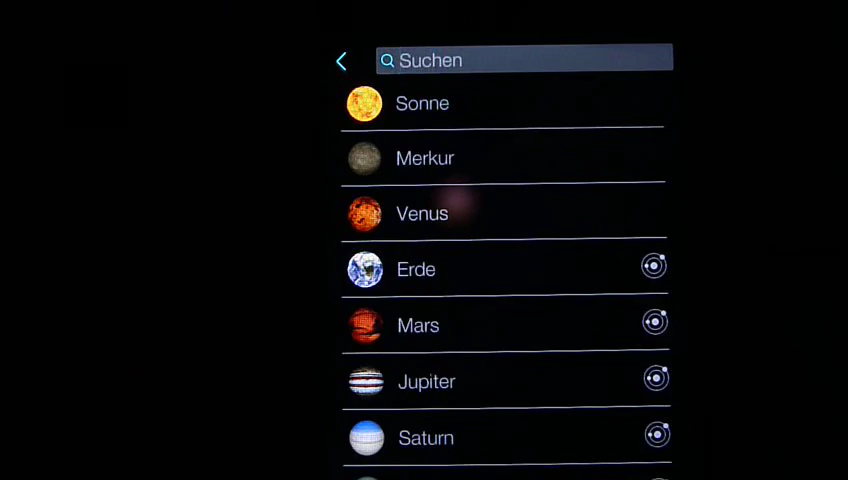 Suchen
Sonne
Merkur
Venus
Erde
Mars
Jupiter
Saturn